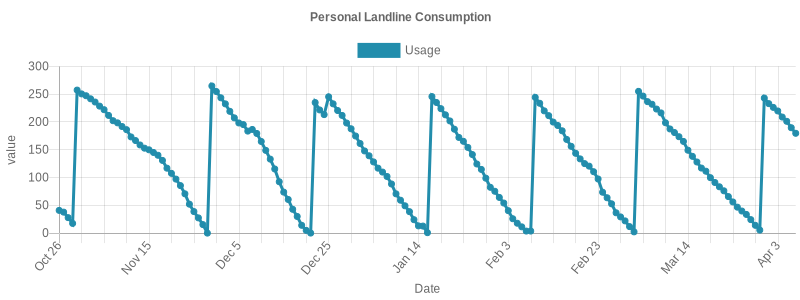 Personal Landline Consumption
Usage
300
250
200
150
100
50
0
value
Oct 26
Nov 15
Dec 5
Dec 25
Jan 14
Feb 3
Feb 23
Mar 14
Apr 3
Date